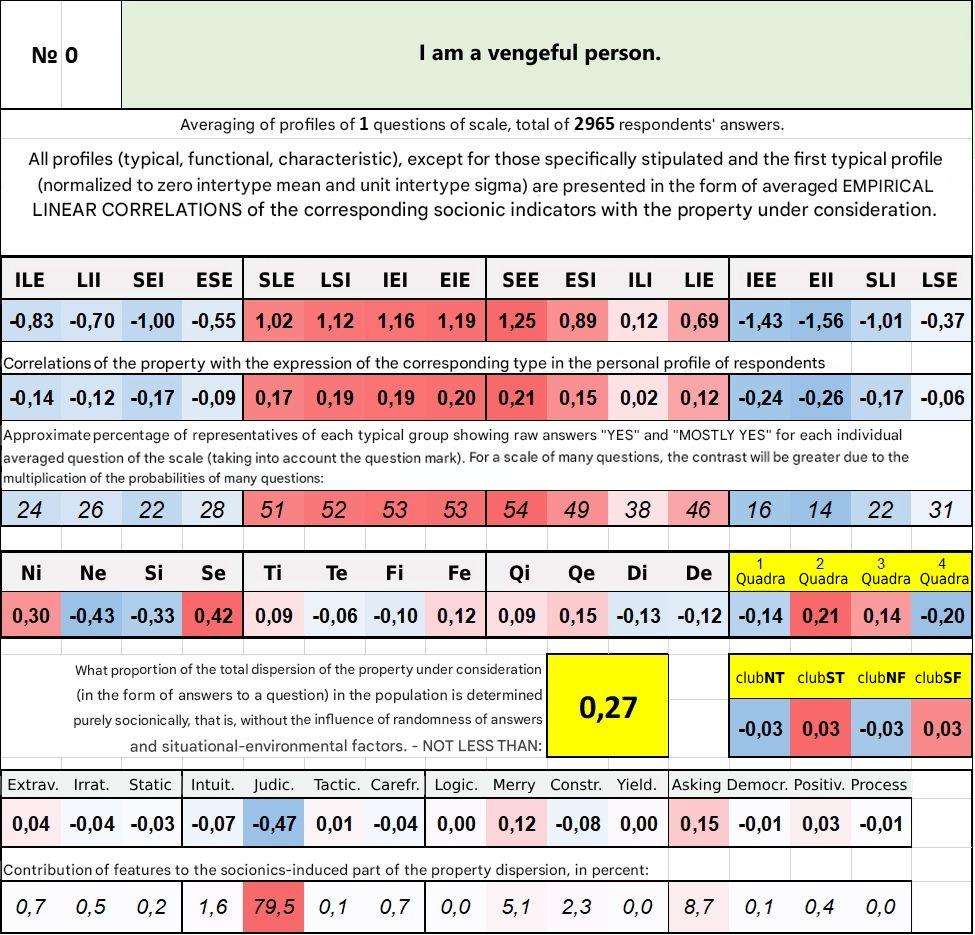 № 0
I am a vengeful person.
Averaging of profiles of 1 questions of scale, total of 2965 respondents' answers.
All profiles (typical, functional, characteristic), except for those specifically stipulated and the first typical profile
(normalized to zero intertype mean and unit intertype sigma) are presented in the form of averaged EMPIRICAL
LINEAR CORRELATIONS of the corresponding socionic indicators with the property under consideration.
ILE LII SEI ESE SLE LSI IEI EIE SEE ESI ILI LIE IEE EII SLI LSE
-0,83 -0,70 -1,00 -0,55 1,02 1,12 1,16 1,19 1,25 0,89 0,12 0,69 -1,43 -1,56 -1,01 -0,37
Correlations of the property with the expression of the corresponding type in the personal profile of respondents
-0,14 -0,12 -0,17 -0,09 0,17 0,19 0,19 0,20 0,21 0,15 0,02 0,12 -0,24 -0,26 -0,17 -0,06
Approximate percentage of representatives of each typical group showing raw answers "YES" and "MOSTLY YES" for each individual
averaged question of the scale (taking into account the question mark). For a scale of many questions, the contrast will be greater due to the
multiplication of the probabilities of many questions:
24 26 22 28 51 52 53 53 54 49 38 46 16 14 22 31
Ni Ne Si Se Ti Te Fi Fe Qi Qe Di De 1 Quadra 2 Quadra 3 Quadra 4 Quadra
0,30 -0,43 -0,33 0,42 0,09 -0,06 -0,10 0,12 0,09 0,15 -0,13 -0,12 -0,14 0,21 0,14 -0,20
What proportion of the total dispersion of the property under consideration
(in the form of answers to a question) in the population is determined
purely socionically, that is, without the influence of randomness of answers
and situational-environmental factors. - NOT LESS THAN:
0,27
clubNT clubST clubNF clubSF
-0,03 0,03 -0,03 0,03
Extrav. Irrat. Static Intuit. Judic. Tactic. Carefr. Logic. Merry Constr. Yield. Asking Democr. Positiv. Process
0,04 -0,04 -0,03 -0,07 -0,47 0,01 -0,04 0,00 0,12 -0,08 0,00 0,15 -0,01 0,03 -0,01
Contribution of features to the socionics-induced part of the property dispersion, in percent:
0,7 0,5 0,2 1,6 79,5 0,1 0,7 0,0 5,1 2,3 0,0 8,7 0,1 0,4 0,0